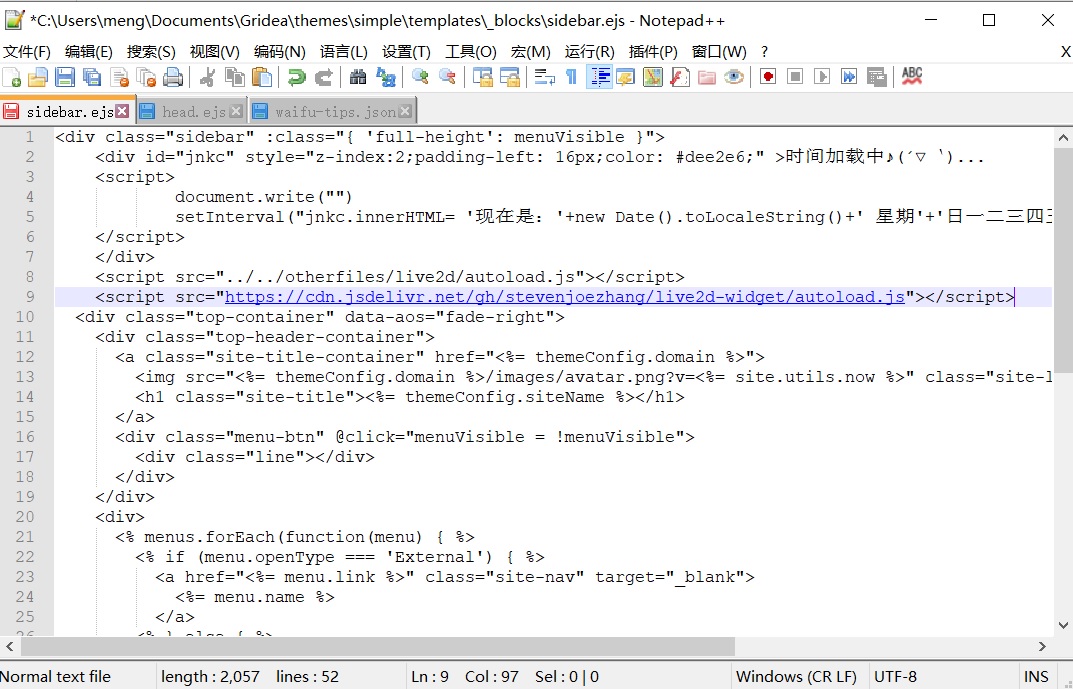 *C:\Users\meng\Documents\Gridea\themes\simple\templates\_blocks\sidebar.ejs - Notepad++
文件(F) 编辑(E) 搜索(S) 视图(V) 编码(N) 语言(L) 设置(T) 工具(O) 宏(M) 运行(R) 插件(P) 窗口(W) ? X
ABC
sidebar.ejs head.ejs waifu-tips.json
1 <div class="sidebar" :class="{ 'full-height': menuVisible }">
2 <div id="jnkc" style="z-index:2;padding-left: 16px;color: #dee2e6;" >时间加载中♪(´▽｀)...
3 <script>
4 document.write("")
5 setInterval("jnkc.innerHTML= '现在是：'+new Date().toLocaleString()+' 星期'+'日一二三四
6 </script>
7 </div>
8 <script src="../../otherfiles/live2d/autoload.js"></script>
9 <script src="https://cdn.jsdelivr.net/gh/stevenjoezhang/live2d-widget/autoload.js"></script>
10 <div class="top-container" data-aos="fade-right">
11 <div class="top-header-container">
12 <a class="site-title-container" href="<%= themeConfig.domain %>">
13 <img src="<%= themeConfig.domain %>/images/avatar.png?v=<%= site.utils.now %>" class="site-l
14 <h1 class="site-title"><%= themeConfig.siteName %></h1>
15 </a>
16 <div class="menu-btn" @click="menuVisible = !menuVisible">
17 <div class="line"></div>
18 </div>
19 </div>
20 <div>
21 <% menus.forEach(function(menu) { %>
22 <% if (menu.openType === 'External') { %>
23 <a href="<%= menu.link %>" class="site-nav" target="_blank">
24 <%= menu.name %>
25 </a>
26 <% } else { %>
Normal text file length : 2,057 lines : 52 Ln : 9 Col : 97 Sel : 0 | 0 Windows (CR LF) UTF-8 INS